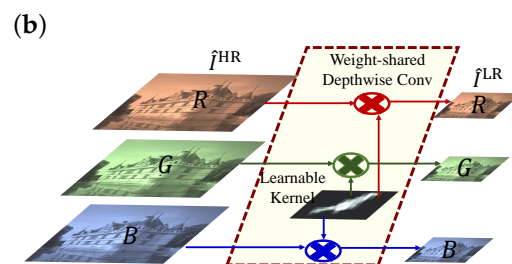 (b)
Î^HR
Weight-shared
Depthwise Conv
Î^LR
R
R
G
G
Learnable
Kernel
B
B